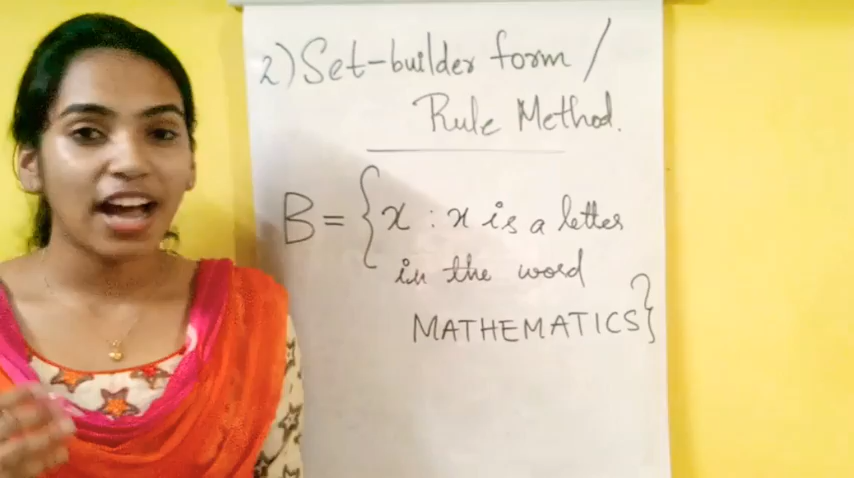 2) Set-builder form /
Rule Method.
B = { x : x is a letter
in the word
MATHEMATICS}